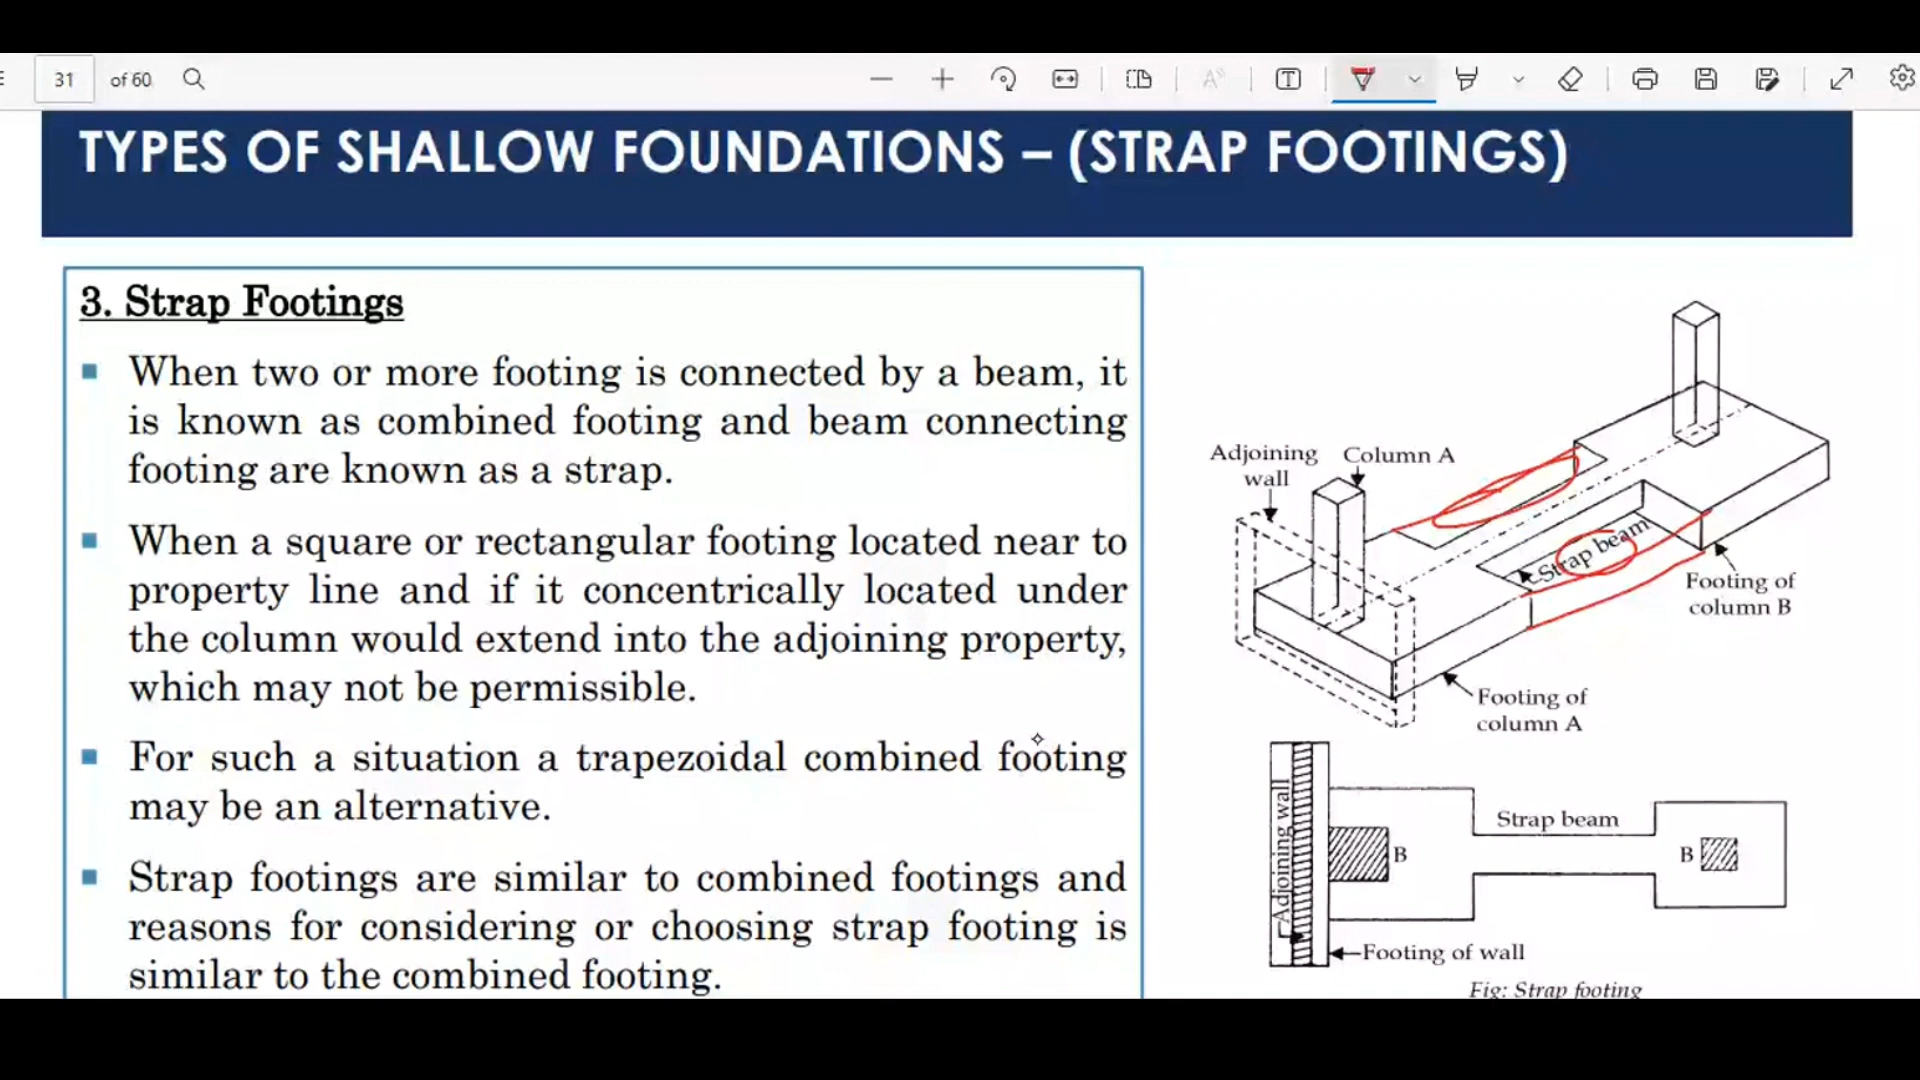 31 of 60
TYPES OF SHALLOW FOUNDATIONS – (STRAP FOOTINGS)
3. Strap Footings
When two or more footing is connected by a beam, it
is known as combined footing and beam connecting
footing are known as a strap.
When a square or rectangular footing located near to
property line and if it concentrically located under
the column would extend into the adjoining property,
which may not be permissible.
For such a situation a trapezoidal combined footing
may be an alternative.
Strap footings are similar to combined footings and
reasons for considering or choosing strap footing is
similar to the combined footing.
Adjoining
wall
Column A
Strap beam
Footing of
column B
Footing of
column A
Adjoining wall
Strap beam
B
B
Footing of wall
Fig: Strap footing